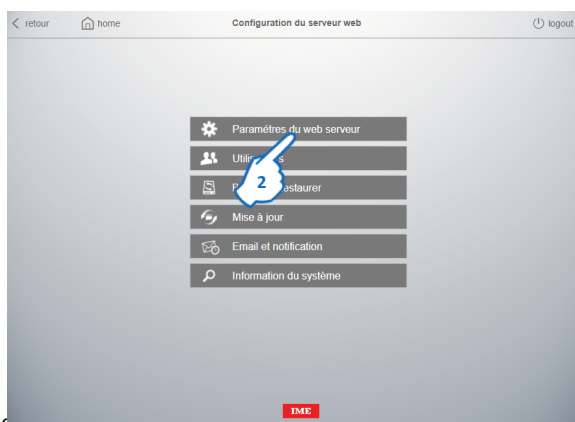 retour home Configuration du serveur web logout
Paramétres du web serveur
2
Mise à jour
Email et notification
Information du système
IME